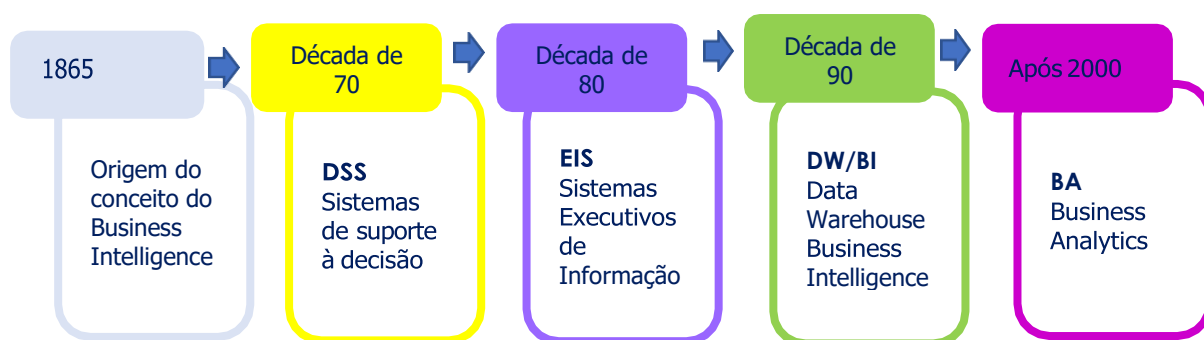 1865
Origem do
conceito do
Business
Intelligence
Década de
70
DSS
Sistemas
de suporte
à decisão
Década de
80
EIS
Sistemas
Executivos
de
Informação
Década de
90
DW/BI
Data
Warehouse
Business
Intelligence
Após 2000
BA
Business
Analytics